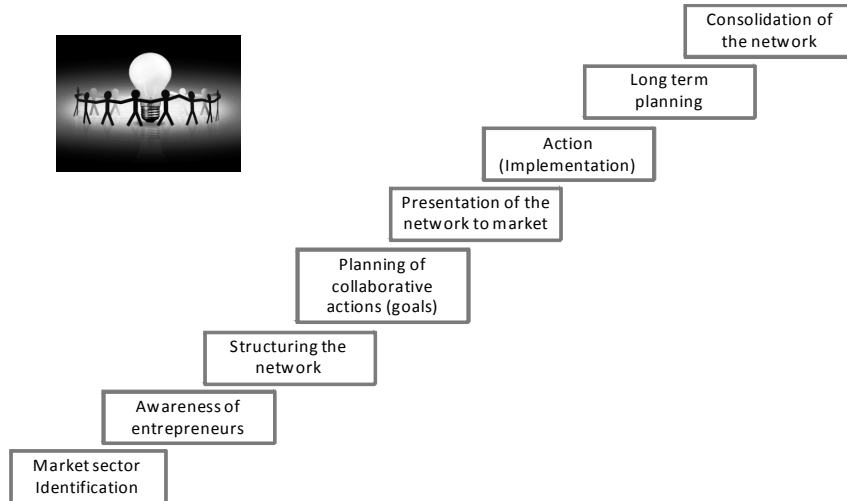 Consolidation of
the network
Long term
planning
Action
(Implementation)
Presentation of the
network to market
Planning of
collaborative
actions (goals)
Structuring the
network
Awareness of
entrepreneurs
Market sector
Identification